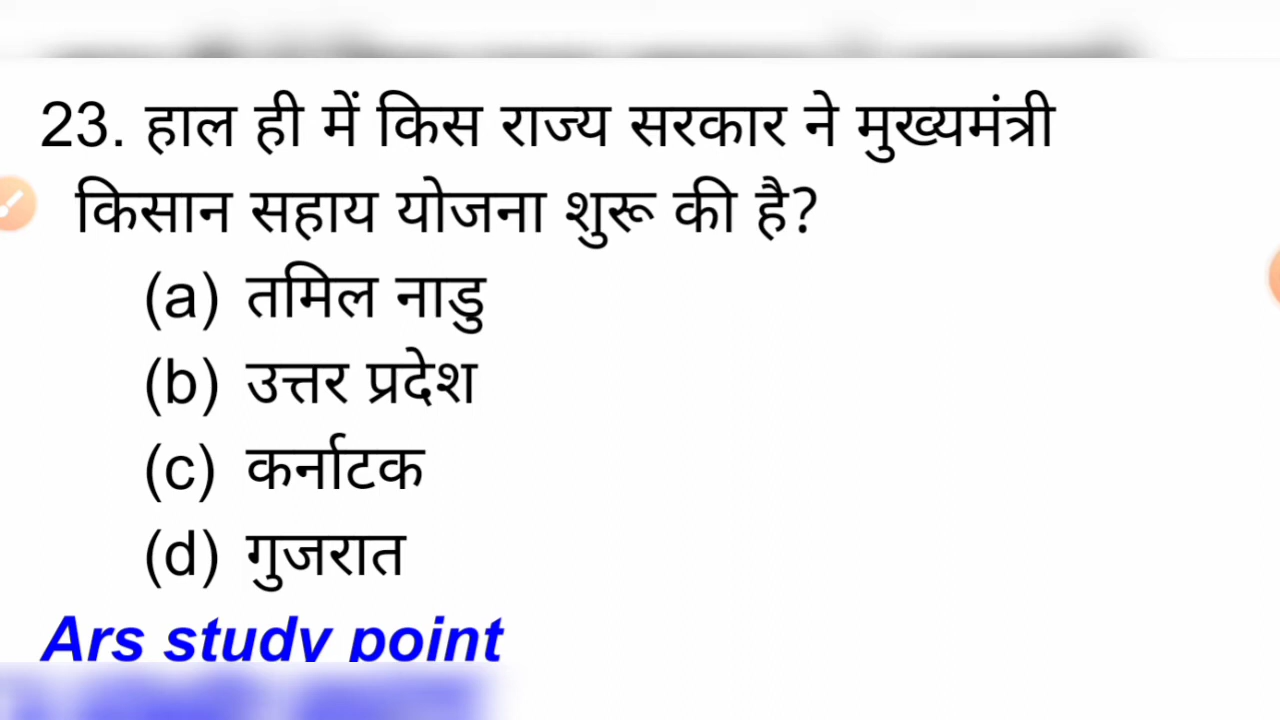 23. हाल ही में किस राज्य सरकार ने मुख्यमंत्री
किसान सहाय योजना शुरू की है?
(a) तमिल नाडु
(b) उत्तर प्रदेश
(c) कर्नाटक
(d) गुजरात
Ars study point